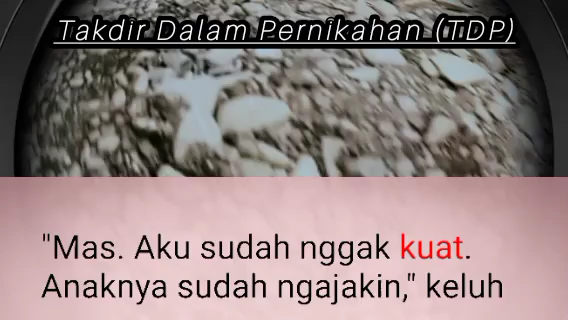 Takdir Dalam Pernikahan (TDP)
"Mas. Aku sudah nggak kuat.
Anaknya sudah ngajakin," keluh